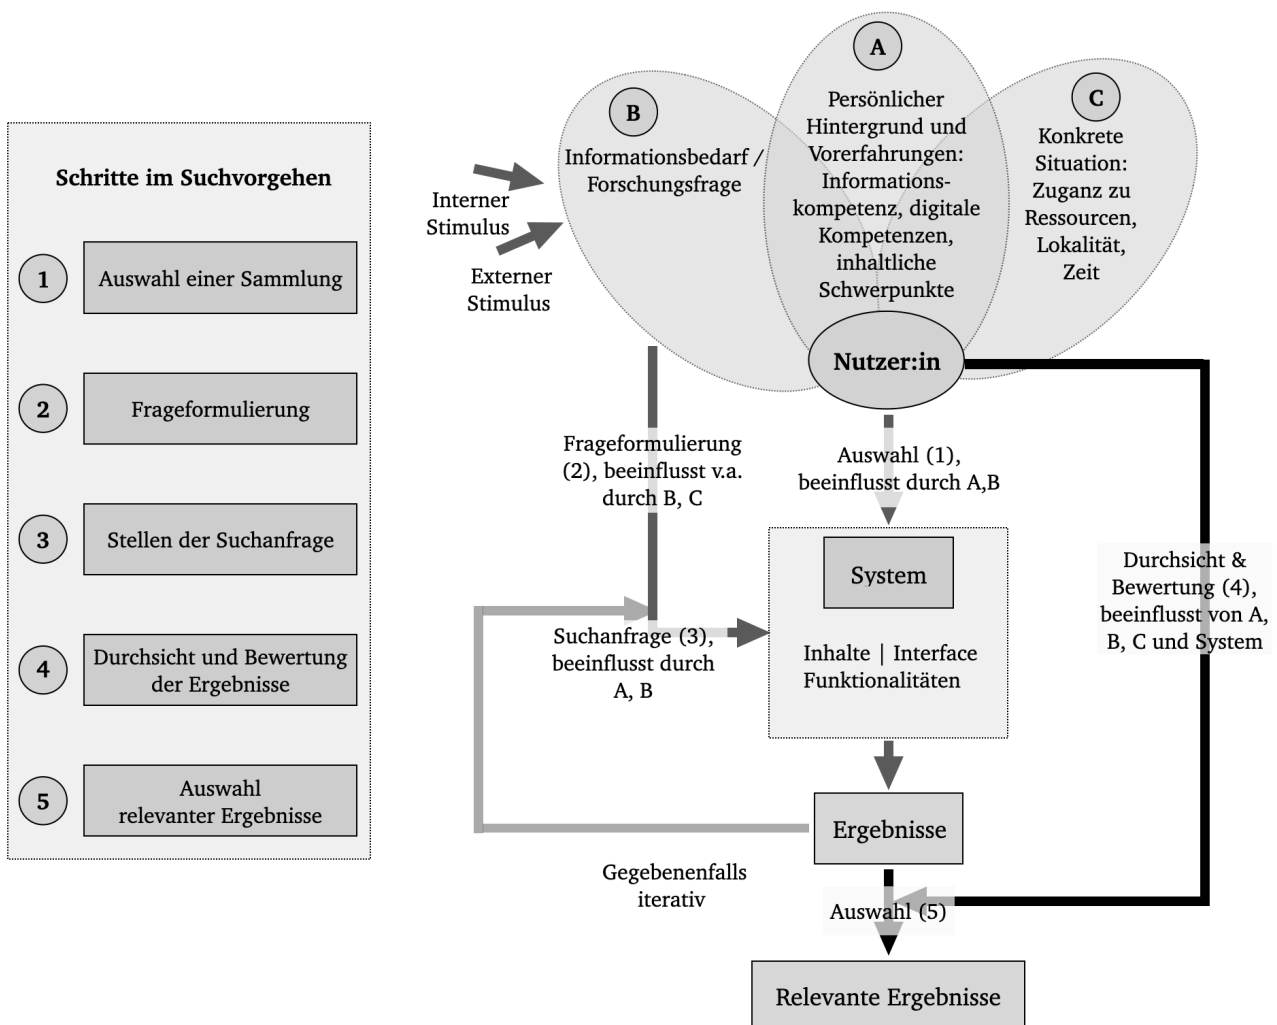 Schritte im Suchvorgehen
1
Auswahl einer Sammlung
2
Frageformulierung
3
Stellen der Suchanfrage
4
Durchsicht und Bewertung
der Ergebnisse
5
Auswahl
relevanter Ergebnisse
A
Persönlicher
Hintergrund und
Vorerfahrungen:
Informations-
kompetenz, digitale
Kompetenzen,
inhaltliche
Schwerpunkte
B
Informationsbedarf /
Forschungsfrage
C
Konkrete
Situation:
Zuganz zu
Ressourcen,
Lokalität,
Zeit
Interner
Stimulus
Externer
Stimulus
Nutzer:in
Frageformulierung
(2), beeinflusst v.a.
durch B, C
Auswahl (1),
beeinflusst durch A,B
System
Inhalte | Interface
Funktionalitäten
Durchsicht &
Bewertung (4),
beeinflusst von A,
B, C und System
Suchanfrage (3),
beeinflusst durch
A, B
Ergebnisse
Gegebenenfalls
iterativ
Auswahl (5)
Relevante Ergebnisse